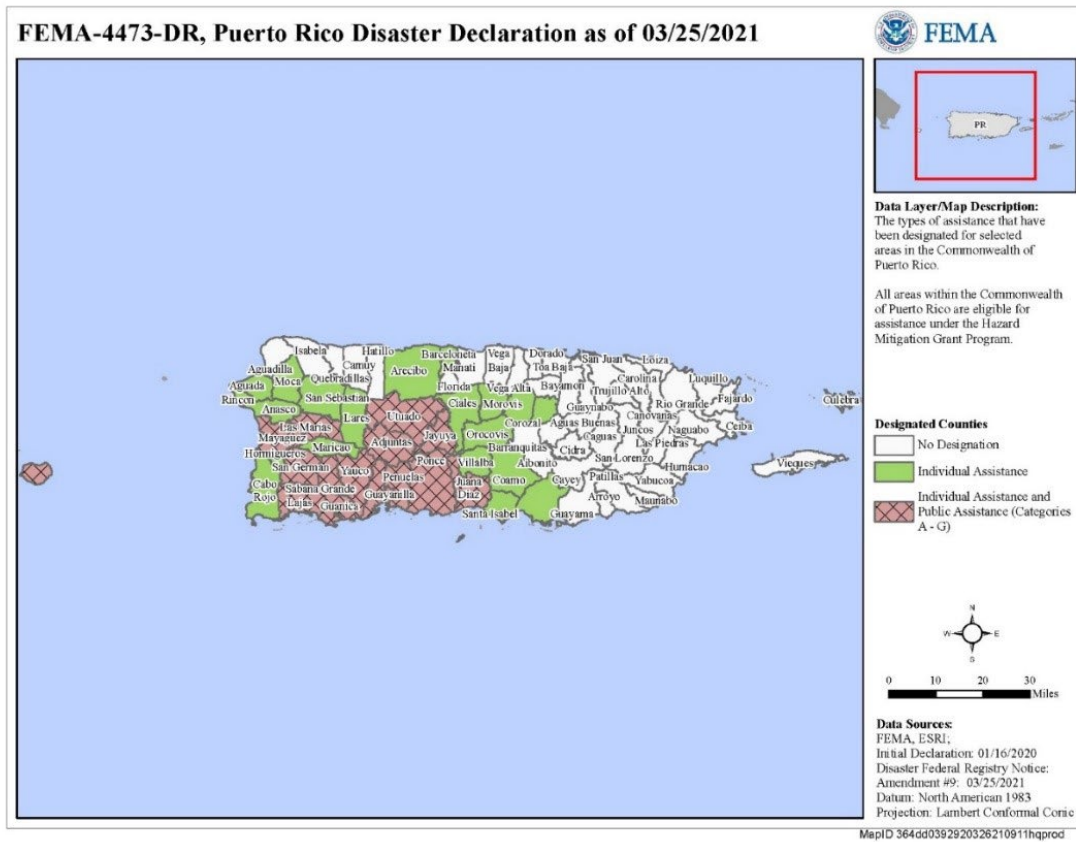 FEMA-4473-DR, Puerto Rico Disaster Declaration as of 03/25/2021
FEMA
PR
Data Layer/Map Description:
The types of assistance that have
been designated for selected
areas in the Commonwealth of
Puerto Rico.
All areas within the Commonwealth
of Puerto Rico are eligible for
assistance under the Hazard
Mitigation Grant Program.
Designated Counties
No Designation
Individual Assistance
Individual Assistance and
Public Assistance (Categories
A - G)
N
W E
S
0 10 20 30
Miles
Data Sources:
FEMA, ESRI;
Initial Declaration: 01/16/2020
Disaster Federal Registry Notice:
Amendment #9: 03/25/2021
Datum: North American 1983
Projection: Lambert Conformal Conic
MapID 364dd0392920326210911hqprod
Isabela
Hatillo
Camuy
Barceloneta
Manati
Vega
Baja
Dorado
Toa Baja
San Juan
Loiza
Aguadilla
Moca
Quebradillas
Arecibo
Florida
Vega Alta
Bayamon
Carolina
Trujillo Alto
Luquillo
Aguada
Rincon
San Sebastian
Ciales
Morovis
Guaynabo
Rio Grande
Fajardo
Culebra
Anasco
Lares
Utuado
Corozal
Aguas Buenas
Canovanas
Ceiba
Las Marias
Mayaguez
Adjuntas
Jayuya
Orocovis
Caguas
Juncos
Naguabo
Hormigueros
Maricao
Barranquitas
Cidra
Las Piedras
San German
Yauco
Ponce
Villalba
Aibonito
San Lorenzo
Humacao
Vieques
Cabo
Rojo
Sabana Grande
Penuelas
Juana
Diaz
Coamo
Cayey
Patillas
Yabucoa
Lajas
Guanica
Guayanilla
Santa Isabel
Guayama
Arroyo
Maunabo